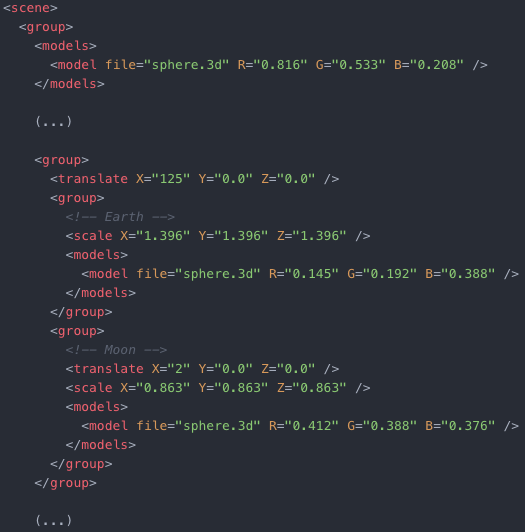 <scene>
  <group>
    <models>
      <model file="sphere.3d" R="0.816" G="0.533" B="0.208" />
    </models>

    (...)

    <group>
      <translate X="125" Y="0.0" Z="0.0" />
      <group>
        <!-- Earth -->
        <scale X="1.396" Y="1.396" Z="1.396" />
        <models>
          <model file="sphere.3d" R="0.145" G="0.192" B="0.388" />
        </models>
      </group>
      <group>
        <!-- Moon -->
        <translate X="2" Y="0.0" Z="0.0" />
        <scale X="0.863" Y="0.863" Z="0.863" />
        <models>
          <model file="sphere.3d" R="0.412" G="0.388" B="0.376" />
        </models>
      </group>
    </group>

    (...)